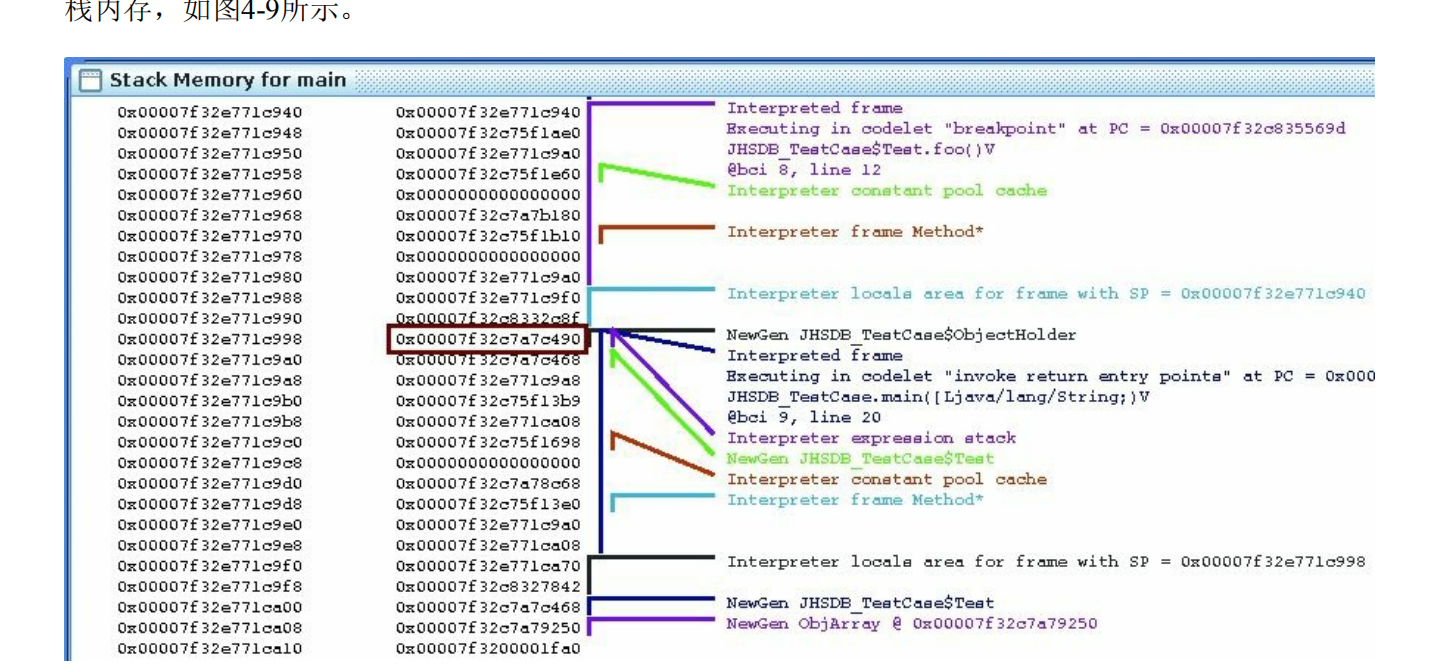 栈内存，如图4-9所示。
Stack Memory for main
0x00007f32e771c940 0x00007f32e771c940 Interpreted frame
0x00007f32e771c948 0x00007f32c75f1ae0 Executing in codelet "breakpoint" at PC = 0x00007f32c835569d
0x00007f32e771c950 0x00007f32e771c9a0 JHSDB_TestCase$Test.foo()V
0x00007f32e771c958 0x00007f32c75f1e60 @bci 8, line 12
0x00007f32e771c960 0x0000000000000000 Interpreter constant pool cache
0x00007f32e771c968 0x00007f32c7a7b180
0x00007f32e771c970 0x00007f32c75f1b10 Interpreter frame Method*
0x00007f32e771c978 0x0000000000000000
0x00007f32e771c980 0x00007f32e771c9a0
0x00007f32e771c988 0x00007f32e771c9f0 Interpreter locals area for frame with SP = 0x00007f32e771c940
0x00007f32e771c990 0x00007f32c8332c8f
0x00007f32e771c998 0x00007f32c7a7c490 NewGen JHSDB_TestCase$ObjectHolder
0x00007f32e771c9a0 0x00007f32c7a7c468 Interpreted frame
0x00007f32e771c9a8 0x00007f32e771c9a8 Executing in codelet "invoke return entry points" at PC = 0x000
0x00007f32e771c9b0 0x00007f32c75f13b9 JHSDB_TestCase.main([Ljava/lang/String;)V
0x00007f32e771c9b8 0x00007f32e771ca08 @bci 9, line 20
0x00007f32e771c9c0 0x00007f32c75f1698 Interpreter expression stack
0x00007f32e771c9c8 0x0000000000000000 NewGen JHSDB_TestCase$Test
0x00007f32e771c9d0 0x00007f32c7a78c68 Interpreter constant pool cache
0x00007f32e771c9d8 0x00007f32c75f13e0 Interpreter frame Method*
0x00007f32e771c9e0 0x00007f32e771c9a0
0x00007f32e771c9e8 0x00007f32e771ca08
0x00007f32e771c9f0 0x00007f32e771ca70 Interpreter locals area for frame with SP = 0x00007f32e771c998
0x00007f32e771c9f8 0x00007f32c8327842
0x00007f32e771ca00 0x00007f32c7a7c468 NewGen JHSDB_TestCase$Test
0x00007f32e771ca08 0x00007f32c7a79250 NewGen ObjArray @ 0x00007f32c7a79250
0x00007f32e771ca10 0x00007f3200001fa0